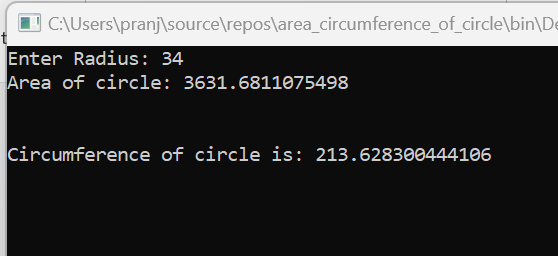 C:\Users\pranj\source\repos\area_circumference_of_circle\bin\De
Enter Radius: 34
Area of circle: 3631.6811075498
Circumference of circle is: 213.628300444106